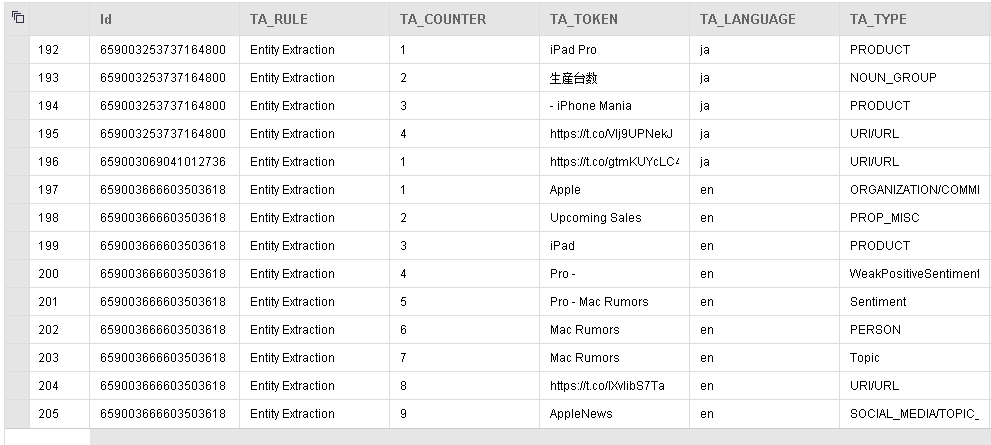 Id TA_RULE TA_COUNTER TA_TOKEN TA_LANGUAGE TA_TYPE
192 659003253737164800 Entity Extraction 1 iPad Pro ja PRODUCT
193 659003253737164800 Entity Extraction 2 生産台数 ja NOUN_GROUP
194 659003253737164800 Entity Extraction 3 - iPhone Mania ja PRODUCT
195 659003253737164800 Entity Extraction 4 https://t.co/Vlj9UPNekJ ja URI/URL
196 659003069041012736 Entity Extraction 1 https://t.co/gtmKUYcLC4 ja URI/URL
197 659003666603503618 Entity Extraction 1 Apple en ORGANIZATION/COMMI
198 659003666603503618 Entity Extraction 2 Upcoming Sales en PROP_MISC
199 659003666603503618 Entity Extraction 3 iPad en PRODUCT
200 659003666603503618 Entity Extraction 4 Pro - en WeakPositiveSentiment
201 659003666603503618 Entity Extraction 5 Pro - Mac Rumors en Sentiment
202 659003666603503618 Entity Extraction 6 Mac Rumors en PERSON
203 659003666603503618 Entity Extraction 7 Mac Rumors en Topic
204 659003666603503618 Entity Extraction 8 https://t.co/lXvlibS7Ta en URI/URL
205 659003666603503618 Entity Extraction 9 AppleNews en SOCIAL_MEDIA/TOPIC_